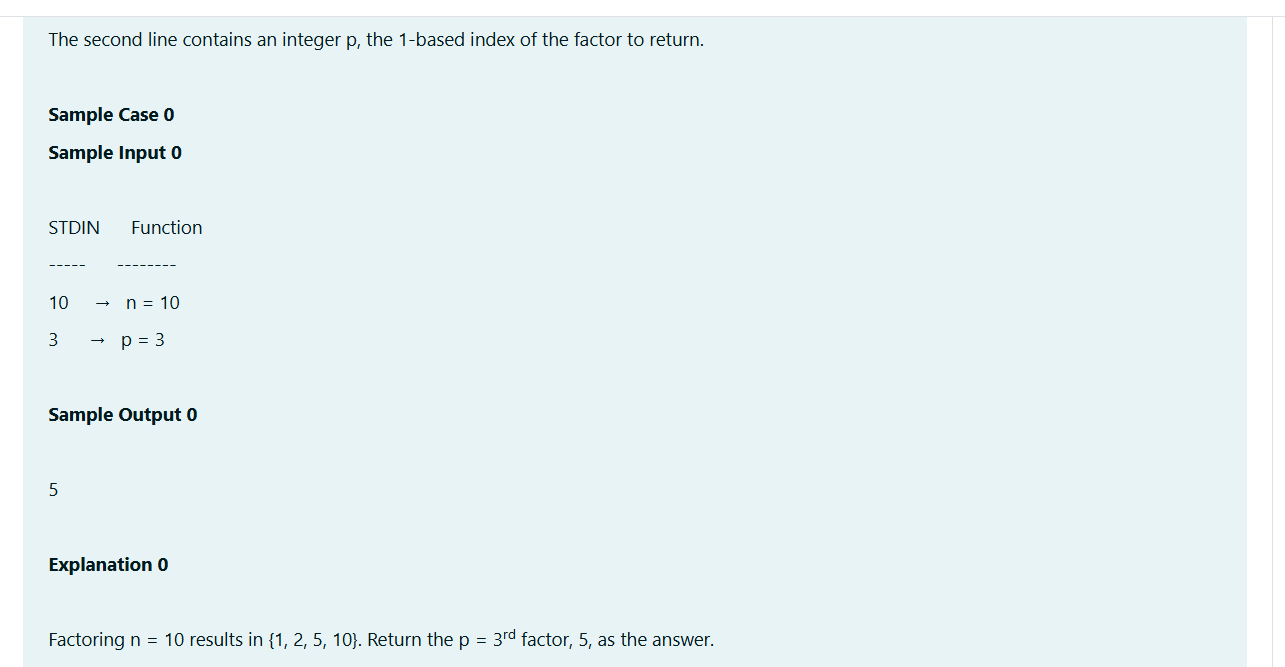 The second line contains an integer p, the 1-based index of the factor to return.
Sample Case 0
Sample Input 0
STDIN Function
----- --------
10 → n = 10
3 → p = 3
Sample Output 0
5
Explanation 0
Factoring n = 10 results in {1, 2, 5, 10}. Return the p = 3rd factor, 5, as the answer.